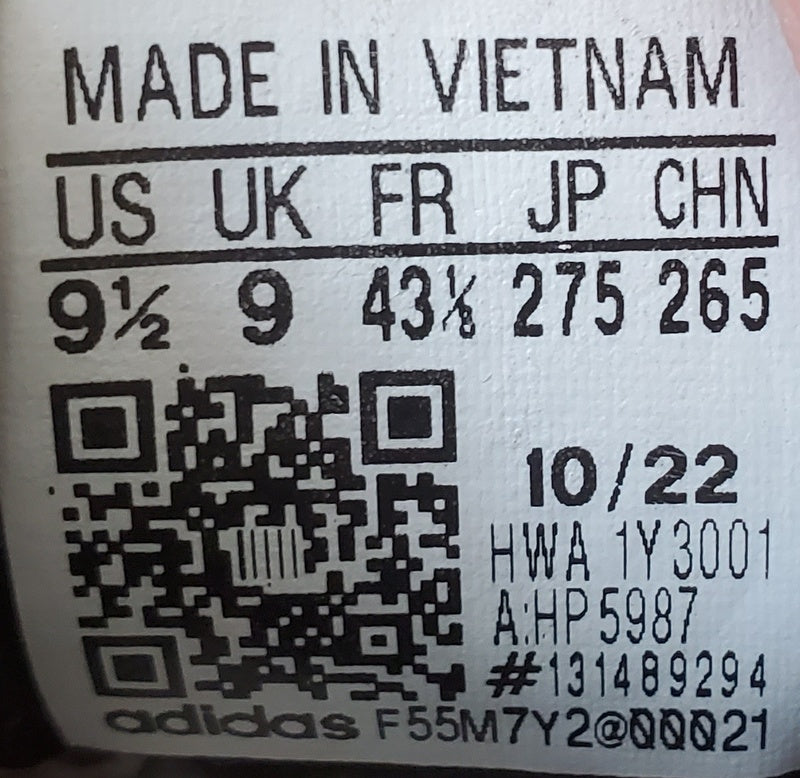 MADE IN VIETNAM
US UK FR JP CHN
9½ 9 43⅓ 275 265
10/22
HWA 1Y3001
A:HP5987
#131489294
adidas F55M7Y2@00021